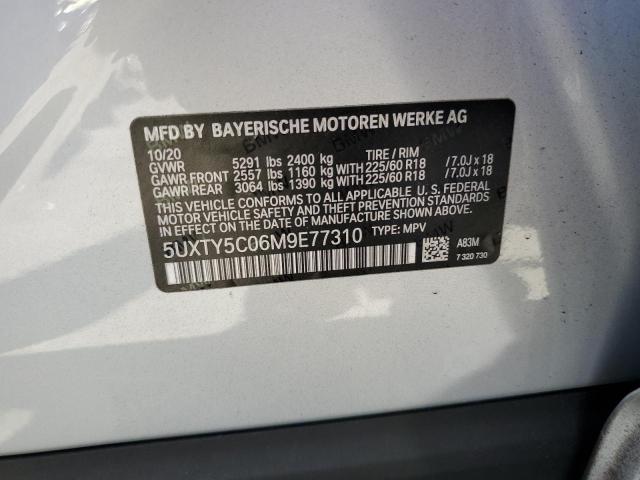 MFD BY BAYERISCHE MOTOREN WERKE AG
10/20
GVWR 5291 lbs 2400 kg TIRE / RIM
GAWR FRONT 2557 lbs 1160 kg WITH 225/60 R18 / 7.0J x 18
GAWR REAR 3064 lbs 1390 kg WITH 225/60 R18 / 7.0J x 18
THIS VEHICLE CONFORMS TO ALL APPLICABLE U. S. FEDERAL
MOTOR VEHICLE SAFETY, BUMPER, AND THEFT PREVENTION STANDARDS
IN EFFECT ON THE DATE OF MANUFACTURE SHOWN ABOVE.
5UXTY5C06M9E77310 TYPE: MPV
A83M
7 320 730